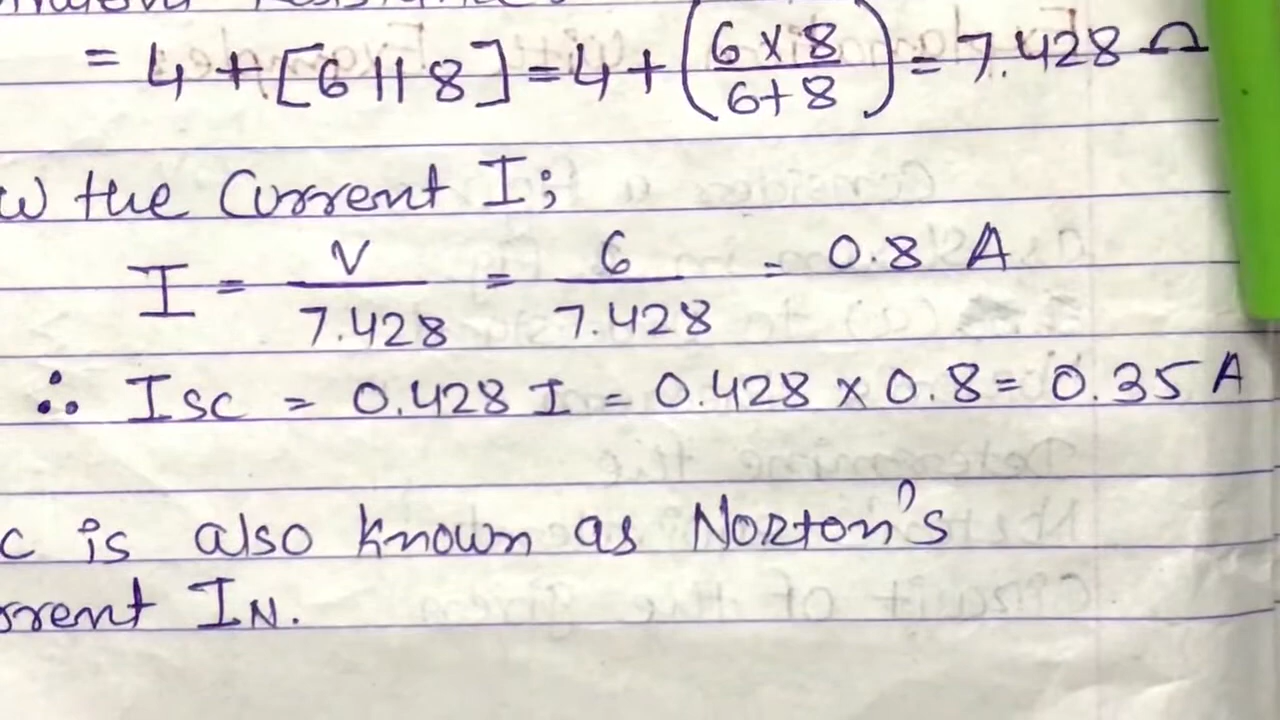 = 4 + [6 || 8] = 4 + (6 x 8 / 6+8) = 7.428 Ω
w the Current I;
I = V / 7.428 = 6 / 7.428 = 0.8 A
∴ Isc = 0.428 I = 0.428 x 0.8 = 0.35 A
c is also known as Norton's
rrent IN.